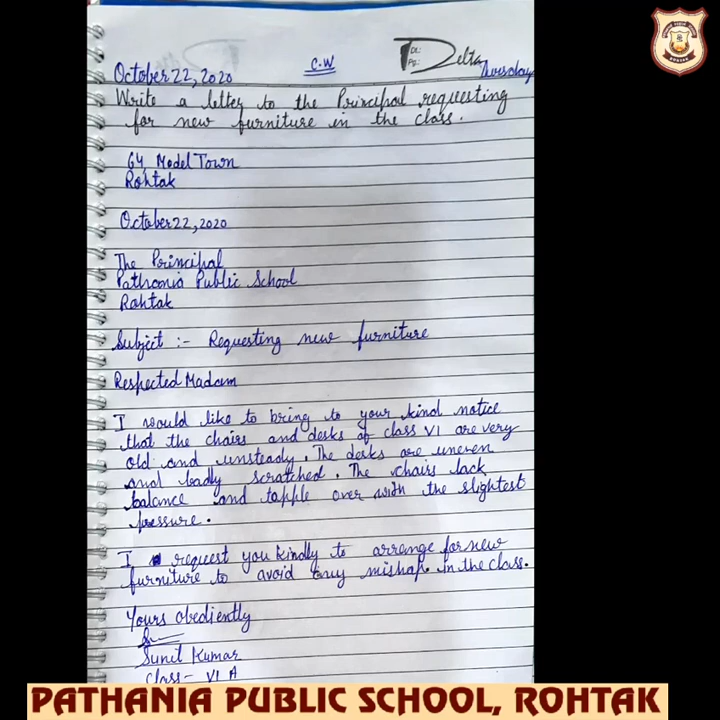 October 22, 2020 C.W Dt.: Pg.: Delta Thursday
Write a letter to the Principal requesting
for new furniture in the class.
64, Model Town
Rohtak
October 22, 2020
The Principal
Pathania Public School
Rohtak
Subject :- Requesting new furniture
Respected Madam
I would like to bring to your kind notice
that the chairs and desks of class VI are very
old and unsteady. The desks are uneven
and badly scratched. The chairs lack
balance and topple over with the slightest
pressure.
I request you kindly to arrange for new
furniture to avoid any mishap in the class.
Yours obediently
Sunil Kumar
Class - VI A
PATHANIA PUBLIC SCHOOL, ROHTAK